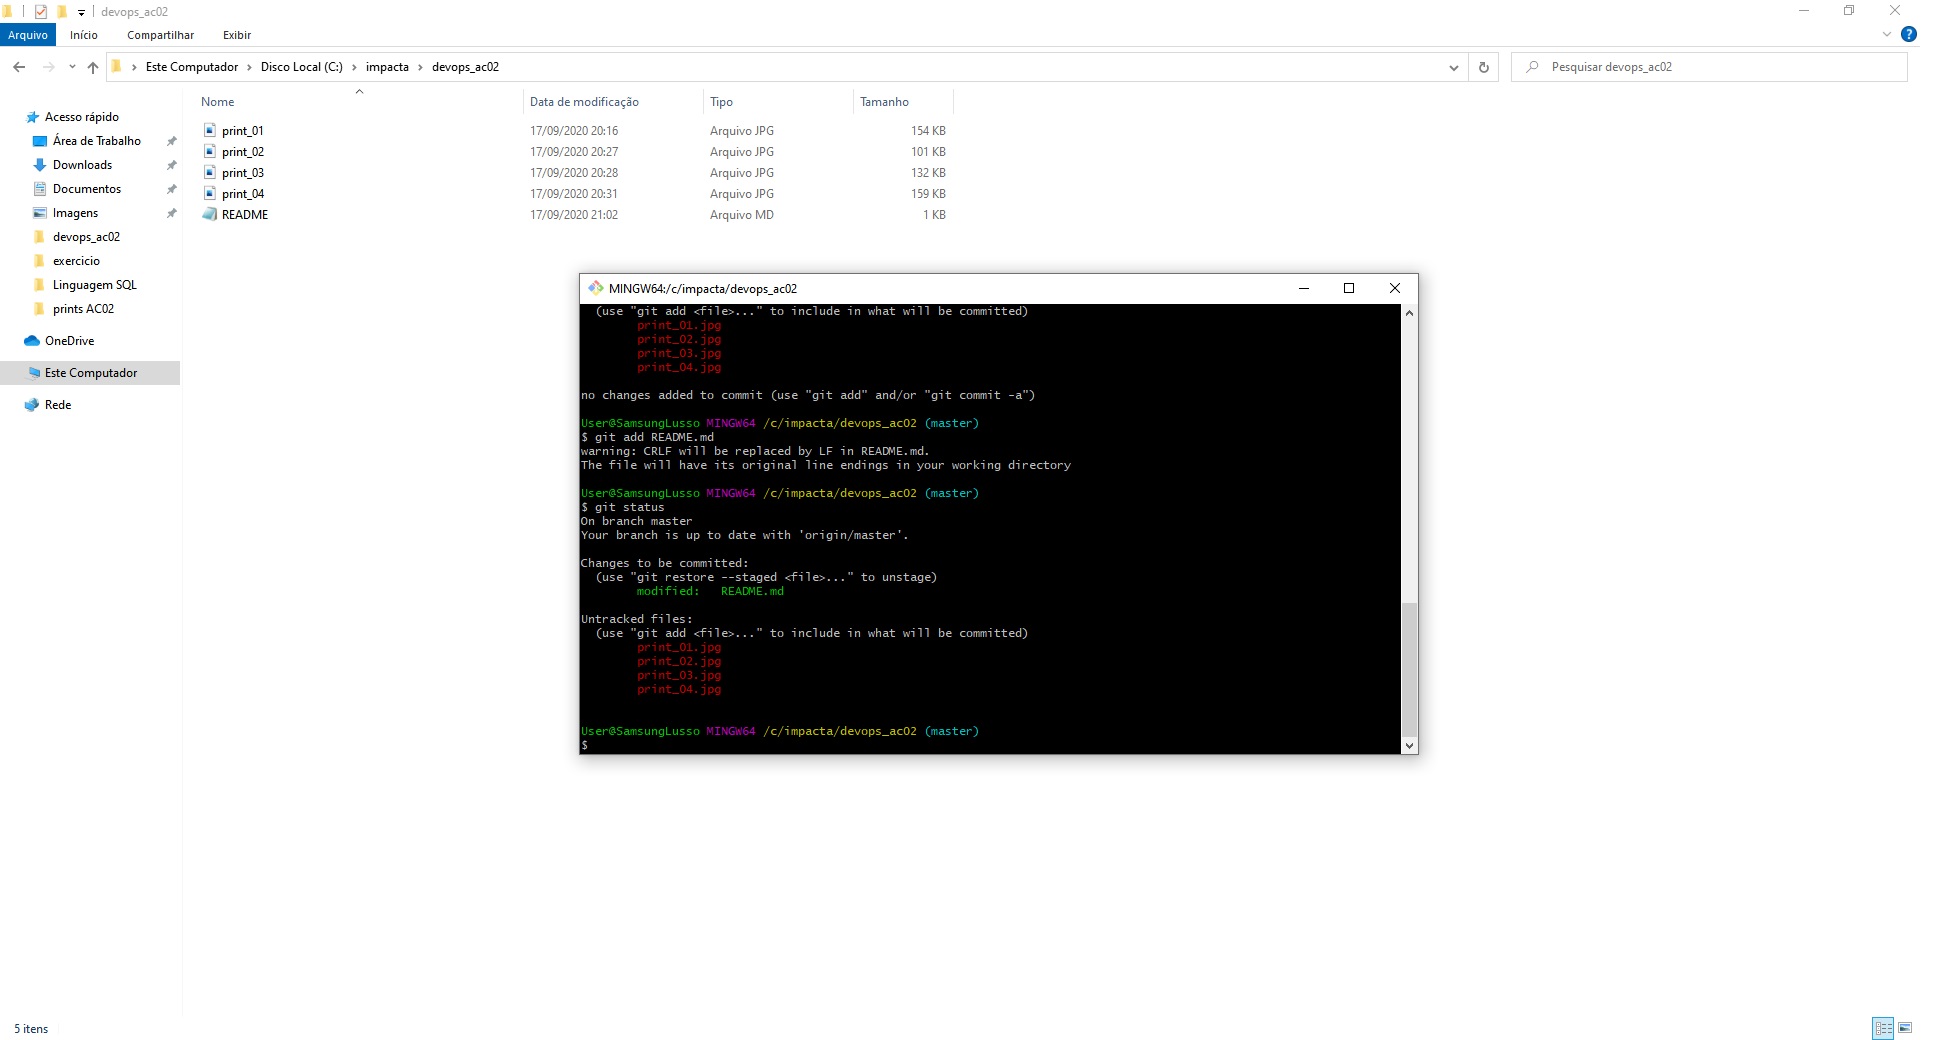 devops_ac02
Arquivo Início Compartilhar Exibir
Este Computador > Disco Local (C:) > impacta > devops_ac02
Pesquisar devops_ac02
Acesso rápido
Área de Trabalho
Downloads
Documentos
Imagens
devops_ac02
exercicio
Linguagem SQL
prints AC02
OneDrive
Este Computador
Rede
Nome Data de modificação Tipo Tamanho
print_01 17/09/2020 20:16 Arquivo JPG 154 KB
print_02 17/09/2020 20:27 Arquivo JPG 101 KB
print_03 17/09/2020 20:28 Arquivo JPG 132 KB
print_04 17/09/2020 20:31 Arquivo JPG 159 KB
README 17/09/2020 21:02 Arquivo MD 1 KB
MINGW64:/c/impacta/devops_ac02
(use "git add <file>..." to include in what will be committed)
print_01.jpg
print_02.jpg
print_03.jpg
print_04.jpg
no changes added to commit (use "git add" and/or "git commit -a")
User@SamsungLusso MINGW64 /c/impacta/devops_ac02 (master)
$ git add README.md
warning: CRLF will be replaced by LF in README.md.
The file will have its original line endings in your working directory
User@SamsungLusso MINGW64 /c/impacta/devops_ac02 (master)
$ git status
On branch master
Your branch is up to date with 'origin/master'.
Changes to be committed:
(use "git restore --staged <file>..." to unstage)
modified: README.md
Untracked files:
(use "git add <file>..." to include in what will be committed)
print_01.jpg
print_02.jpg
print_03.jpg
print_04.jpg
User@SamsungLusso MINGW64 /c/impacta/devops_ac02 (master)
$
5 itens